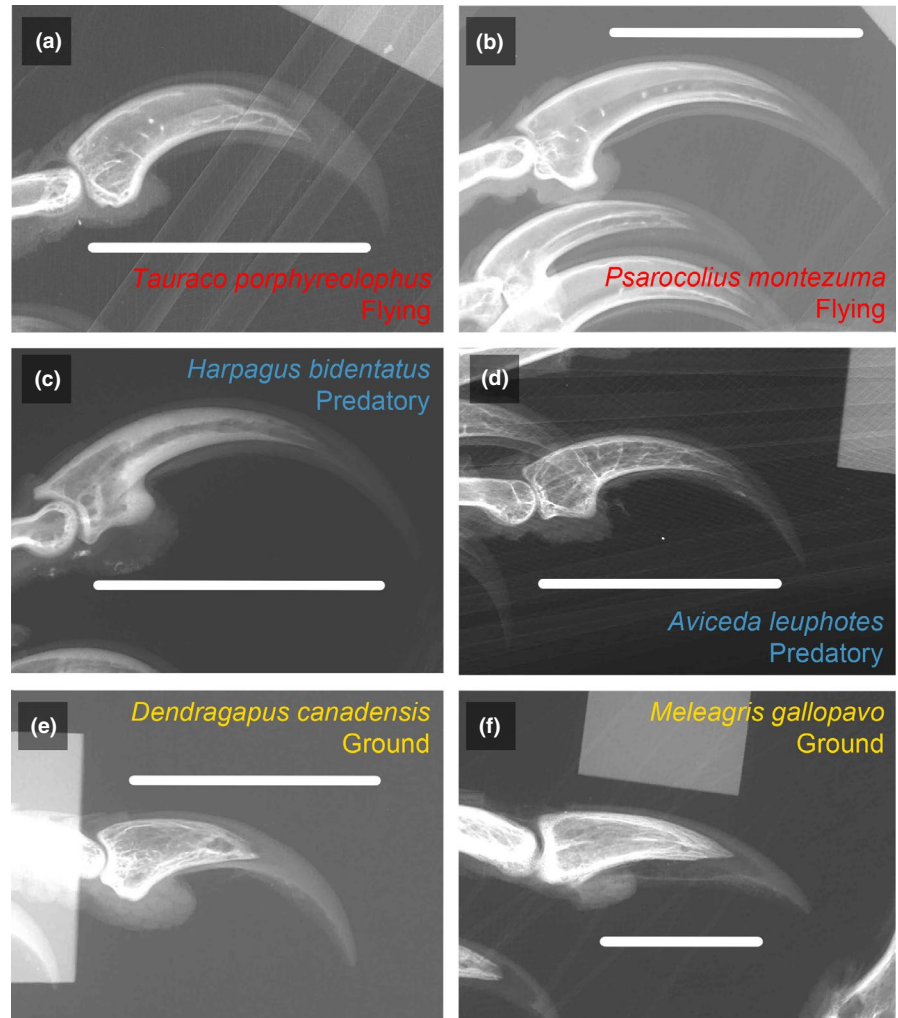 (a)
Tauraco porphyreolophus
Flying
(b)
Psarocolius montezuma
Flying
(c)
Harpagus bidentatus
Predatory
(d)
Aviceda leuphotes
Predatory
(e)
Dendragapus canadensis
Ground
(f)
Meleagris gallopavo
Ground